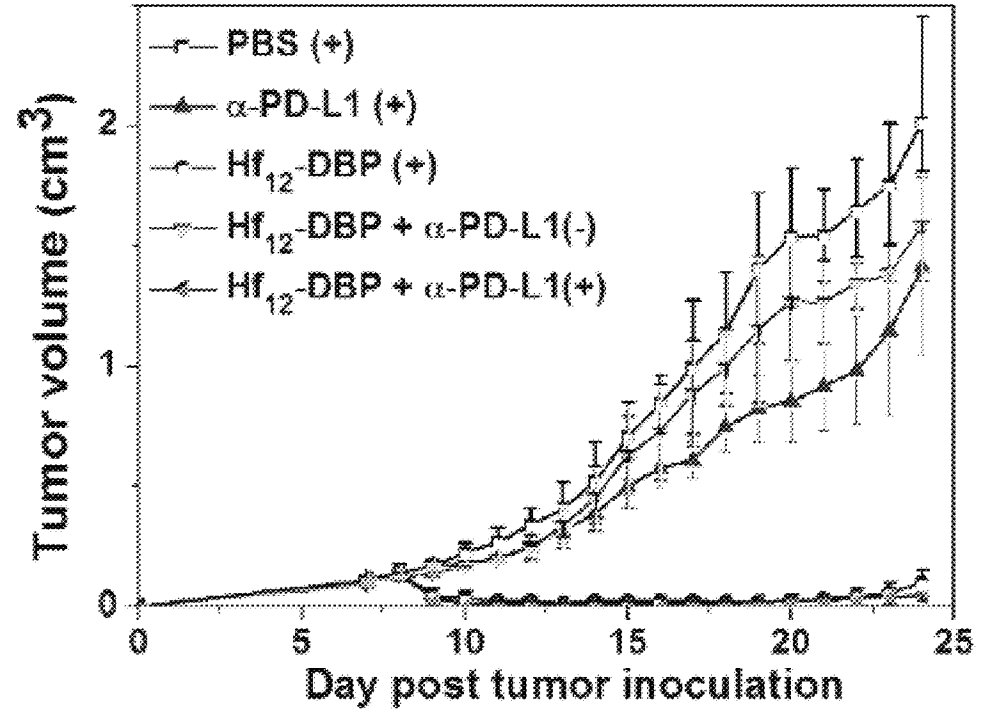 PBS (+)
α-PD-L1 (+)
Hf12-DBP (+)
Hf12-DBP + α-PD-L1(-)
Hf12-DBP + α-PD-L1(+)
Tumor volume (cm3)
2
1
0
0
5
10
15
20
25
Day post tumor inoculation